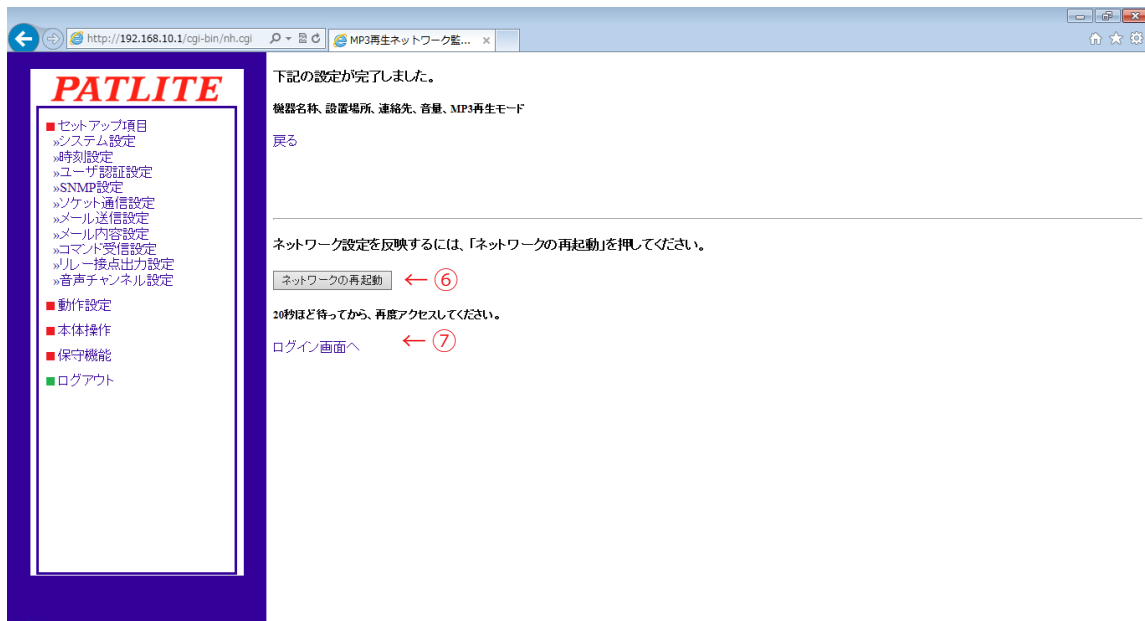 http://192.168.10.1/cgi-bin/nh.cgi
MP3再生ネットワーク監...
PATLITE
セットアップ項目
»システム設定
»時刻設定
»ユーザ認証設定
»SNMP設定
»ソケット通信設定
»メール送信設定
»メール内容設定
»コマンド受信設定
»リレー接点出力設定
»音声チャンネル設定
動作設定
本体操作
保守機能
ログアウト
下記の設定が完了しました。
機器名称、設置場所、連絡先、音量、MP3再生モード
戻る
ネットワーク設定を反映するには、「ネットワークの再起動」を押してください。
ネットワークの再起動 ← ⑥
20秒ほど待ってから、再度アクセスしてください。
ログイン画面へ ← ⑦